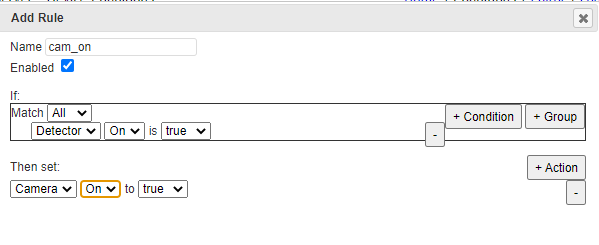 Add Rule
Name cam_on
Enabled
If:
Match All + Condition + Group
Detector On is true -
Then set: + Action
Camera On to true -